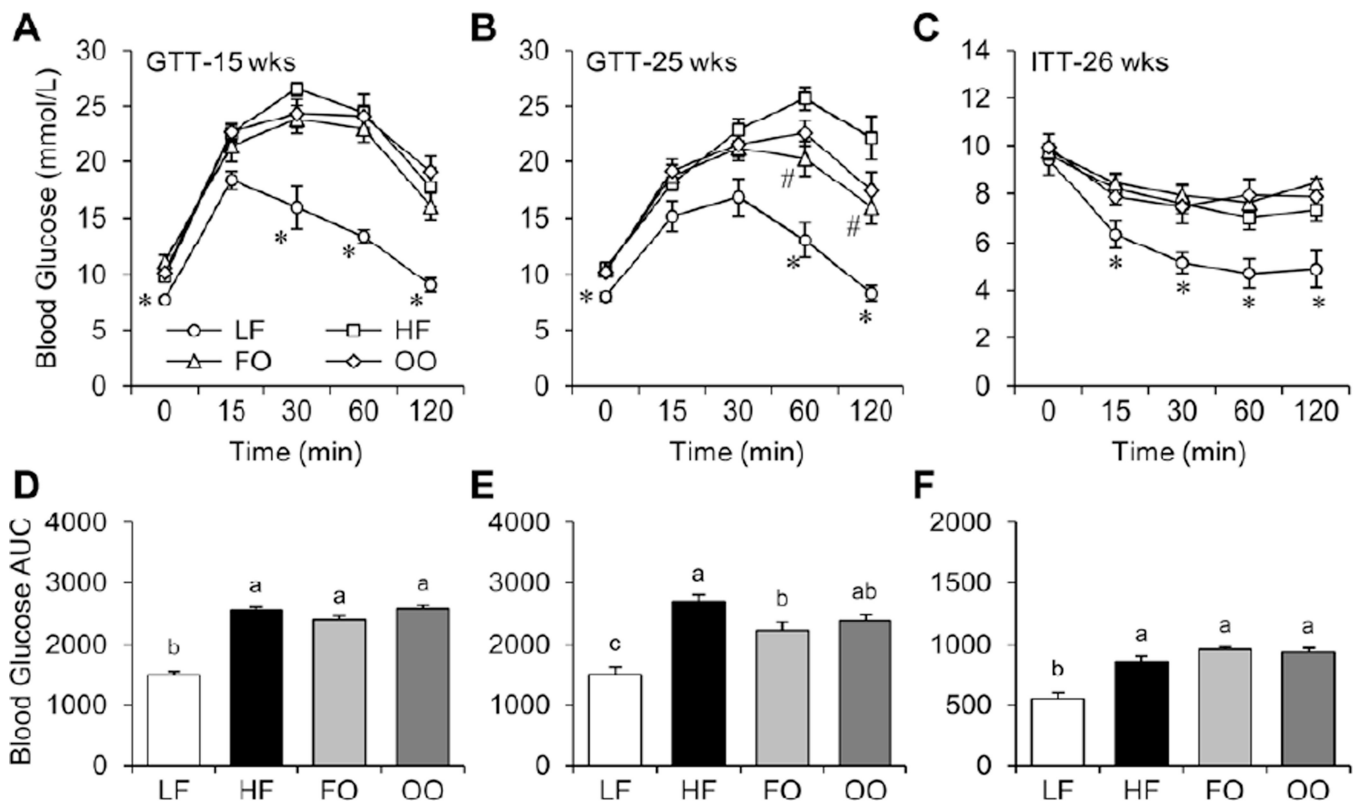 A
B
C
GTT-15 wks
GTT-25 wks
ITT-26 wks
Blood Glucose (mmol/L)
30
25
20
15
10
5
0
* * * *
LF HF
FO OO
0 15 30 60 120
Time (min)
30
25
20
15
10
5
0
* # * # *
0 15 30 60 120
Time (min)
14
12
10
8
6
4
2
0
* * * *
0 15 30 60 120
Time (min)
D
E
F
Blood Glucose AUC
4000
3000
2000
1000
0
b a a a
LF HF FO OO
4000
3000
2000
1000
0
c a b ab
LF HF FO OO
2000
1500
1000
500
0
b a a a
LF HF FO OO